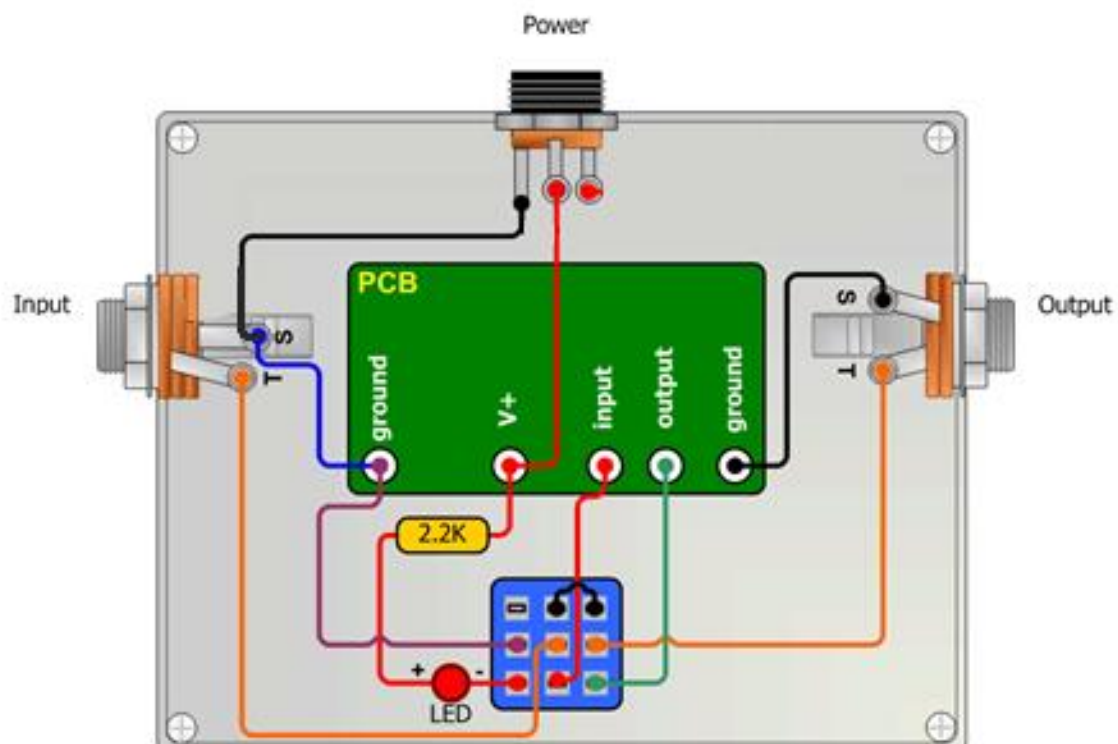 Power
PCB
Input
S
T
S
T
Output
ground
V+
input
output
ground
2.2K
+
-
LED